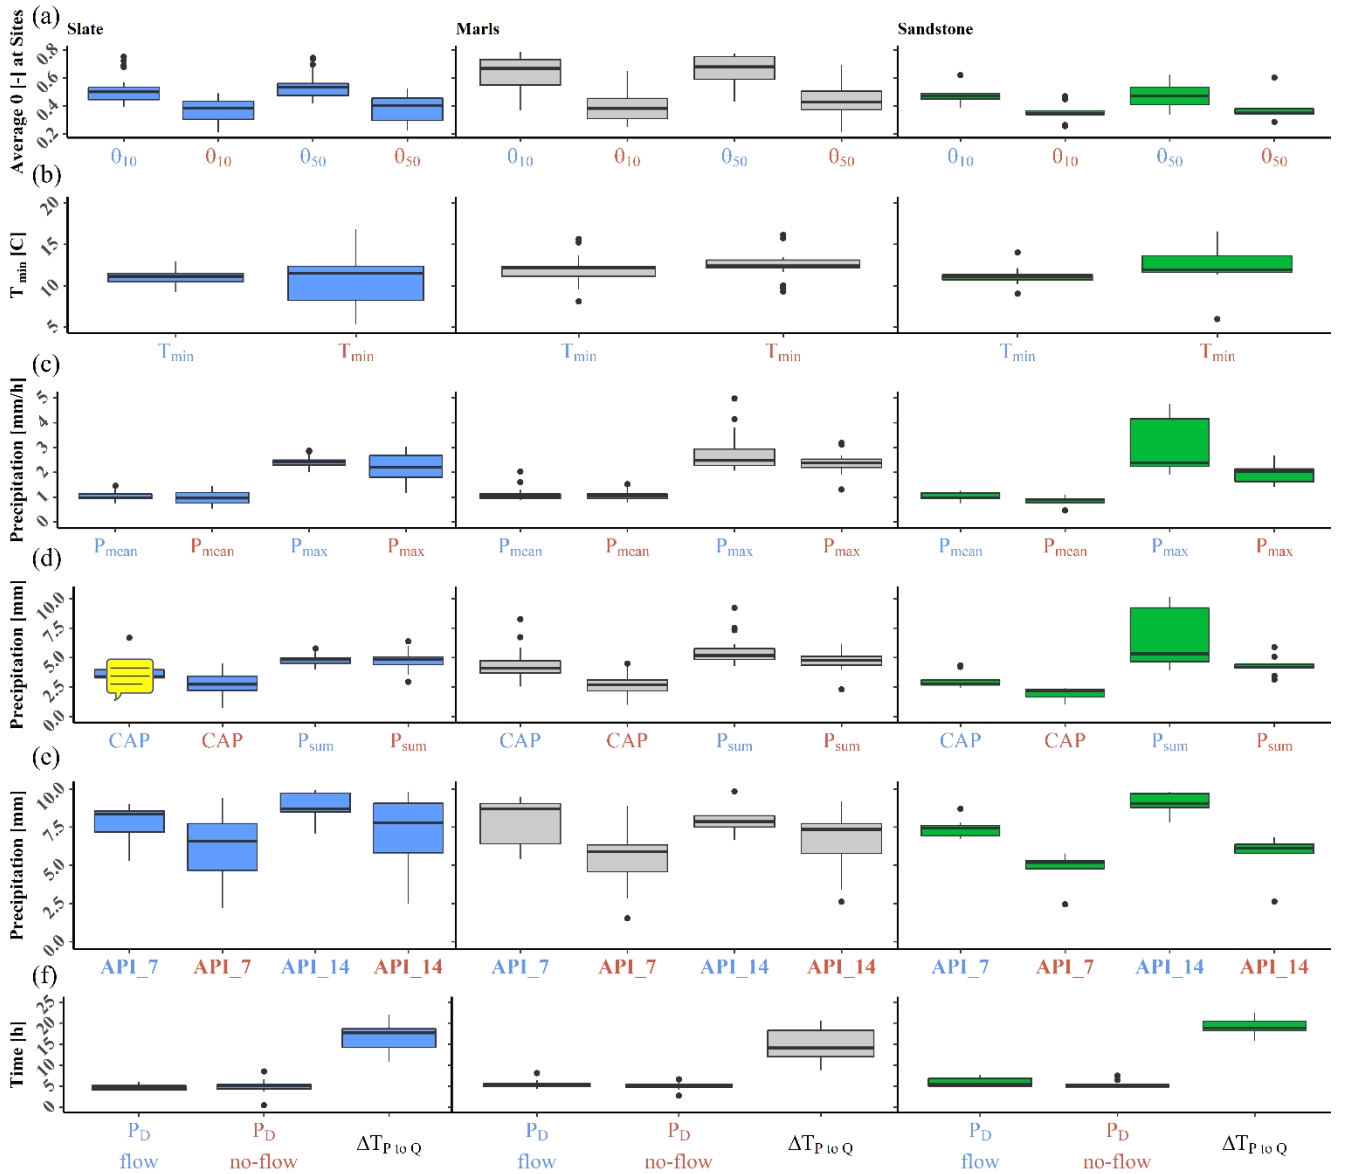 (a)
Slate Marls Sandstone
Average θ [-] at Sites
0.8
0.6
0.4
0.2
θ10 θ10 θ50 θ50 θ10 θ10 θ50 θ50 θ10 θ10 θ50 θ50
(b)
Tmin [C]
20
15
10
5
Tmin Tmin Tmin Tmin Tmin Tmin
(c)
Precipitation [mm/h]
5
4
3
2
1
0
Pmean Pmean Pmax Pmax Pmean Pmean Pmax Pmax Pmean Pmean Pmax Pmax
(d)
Precipitation [mm]
10.0
7.5
5.0
2.5
0.0
CAP CAP Psum Psum CAP CAP Psum Psum CAP CAP Psum Psum
(e)
Precipitation [mm]
10.0
7.5
5.0
2.5
0.0
API_7 API_7 API_14 API_14 API_7 API_7 API_14 API_14 API_7 API_7 API_14 API_14
(f)
Time [h]
25
20
15
10
5
0
PD PD ΔTP to Q PD PD ΔTP to Q PD PD ΔTP to Q
flow no-flow flow no-flow flow no-flow